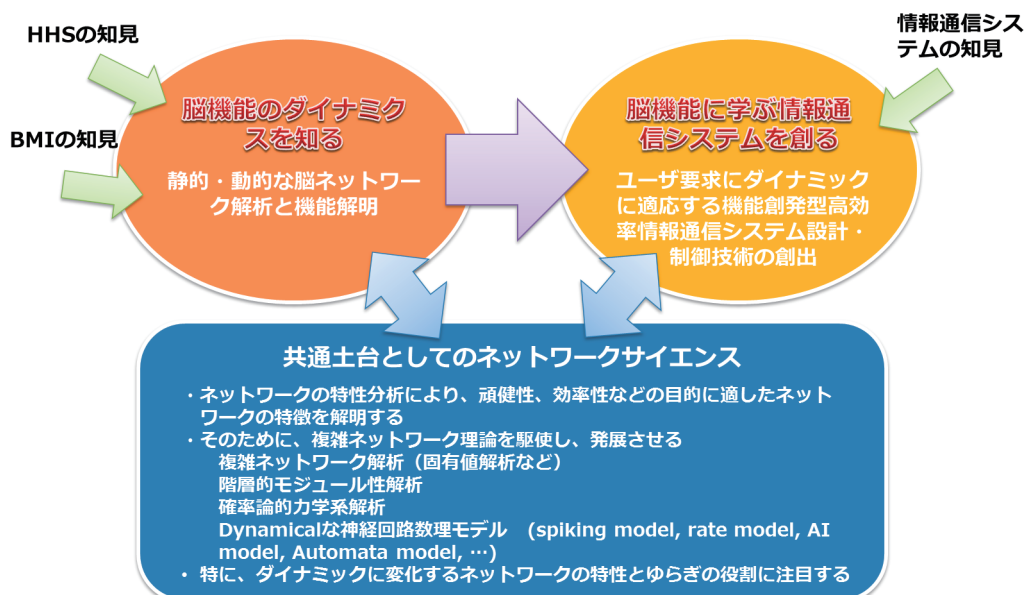 HHSの知見
BMIの知見
脳機能のダイナミク
スを知る
静的・動的な脳ネットワー
ク解析と機能解明
情報通信シス
テムの知見
脳機能に学ぶ情報通
信システムを創る
ユーザ要求にダイナミック
に適応する機能創発型高効
率情報通信システム設計・
制御技術の創出
共通土台としてのネットワークサイエンス
・ネットワークの特性分析により、頑健性、効率性などの目的に適したネット
ワークの特徴を解明する
・そのために、複雑ネットワーク理論を駆使し、発展させる
複雑ネットワーク解析（固有値解析など）
階層的モジュール性解析
確率論的力学系解析
Dynamicalな神経回路数理モデル (spiking model, rate model, AI
model, Automata model, …)
・ 特に、ダイナミックに変化するネットワークの特性とゆらぎの役割に注目する